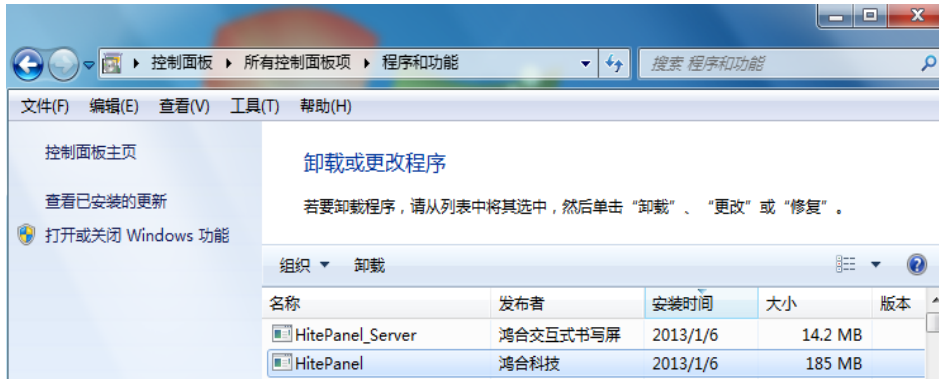 控制面板 ▸ 所有控制面板项 ▸ 程序和功能 搜索 程序和功能
文件(F) 编辑(E) 查看(V) 工具(T) 帮助(H)
控制面板主页
查看已安装的更新
打开或关闭 Windows 功能
卸载或更改程序
若要卸载程序，请从列表中将其选中，然后单击“卸载”、“更改”或“修复”。
组织 卸载
名称 发布者 安装时间 大小 版本
HitePanel_Server 鸿合交互式书写屏 2013/1/6 14.2 MB
HitePanel 鸿合科技 2013/1/6 185 MB